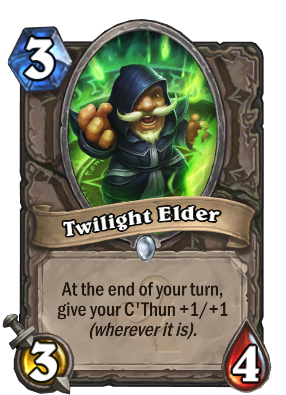 3
Twilight Elder
At the end of your turn,
give your C'Thun +1/+1
(wherever it is).
3 4